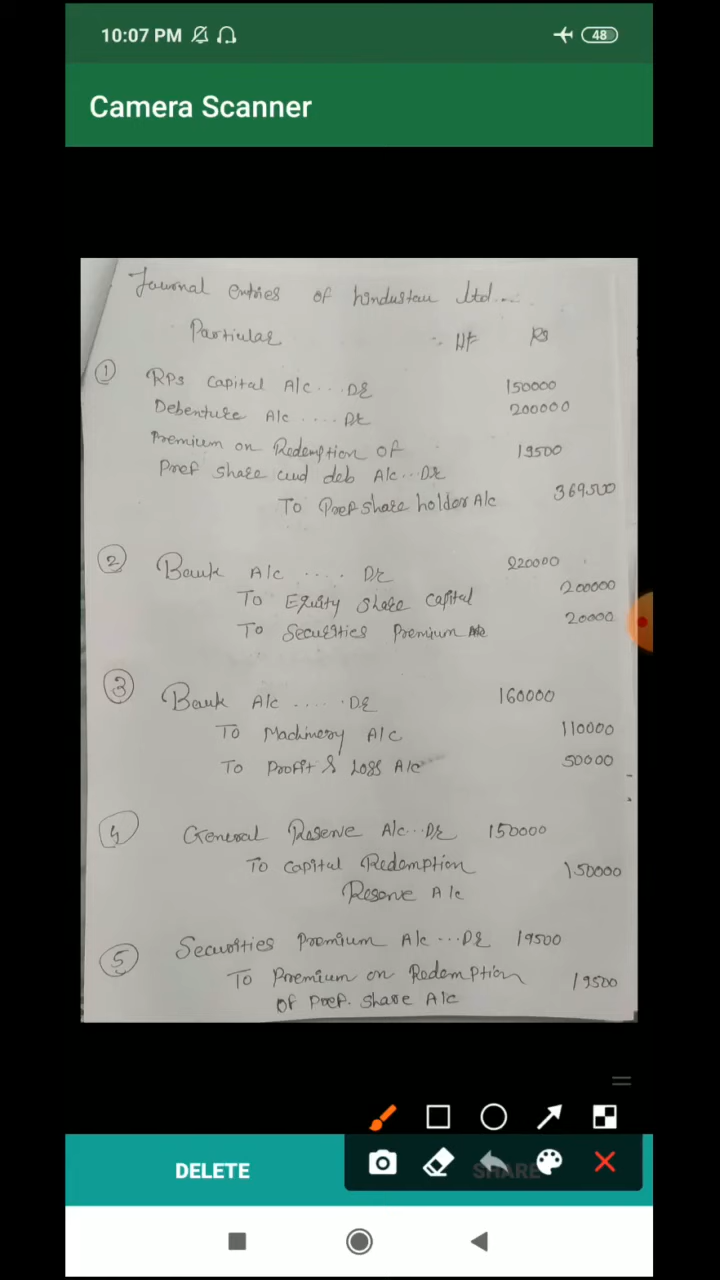 10:07 PM
48
Camera Scanner
Journal entries of hindustan ltd....
Particular Rs
1 RPs Capital A/c... Dr 150000
Debenture A/c .... Dr 200000
Premium on Redemption of 19500
Pref share and deb A/c... Dr
To Pref share holder A/c 369500
2 Bank A/c .... Dr 220000
To Equity Share Capital 200000
To Securities Premium 20000
3 Bank A/c ..... Dr 160000
To Machinery A/c 110000
To Profit & Loss A/c 50000
4 General Reserve A/c... Dr 150000
To Capital Redemption 150000
Reserve A/c
5 Securities Premium A/c ... Dr 19500
To Premium on Redemption 19500
of Pref. Share A/c
DELETE SHARE